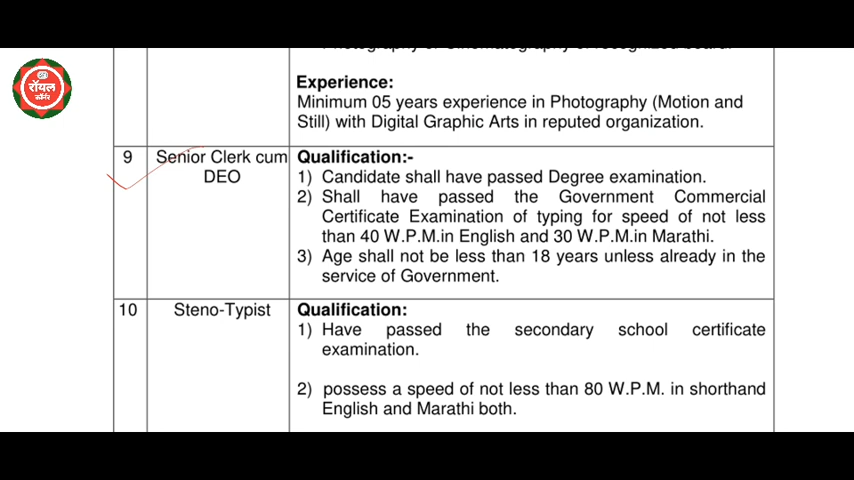 रॉयल
कॉर्नर
Experience:
Minimum 05 years experience in Photography (Motion and
Still) with Digital Graphic Arts in reputed organization.
9 Senior Clerk cum DEO Qualification:-
1) Candidate shall have passed Degree examination.
2) Shall have passed the Government Commercial
Certificate Examination of typing for speed of not less
than 40 W.P.M.in English and 30 W.P.M.in Marathi.
3) Age shall not be less than 18 years unless already in the
service of Government.
10 Steno-Typist Qualification:
1) Have passed the secondary school certificate
examination.
2) possess a speed of not less than 80 W.P.M. in shorthand
English and Marathi both.